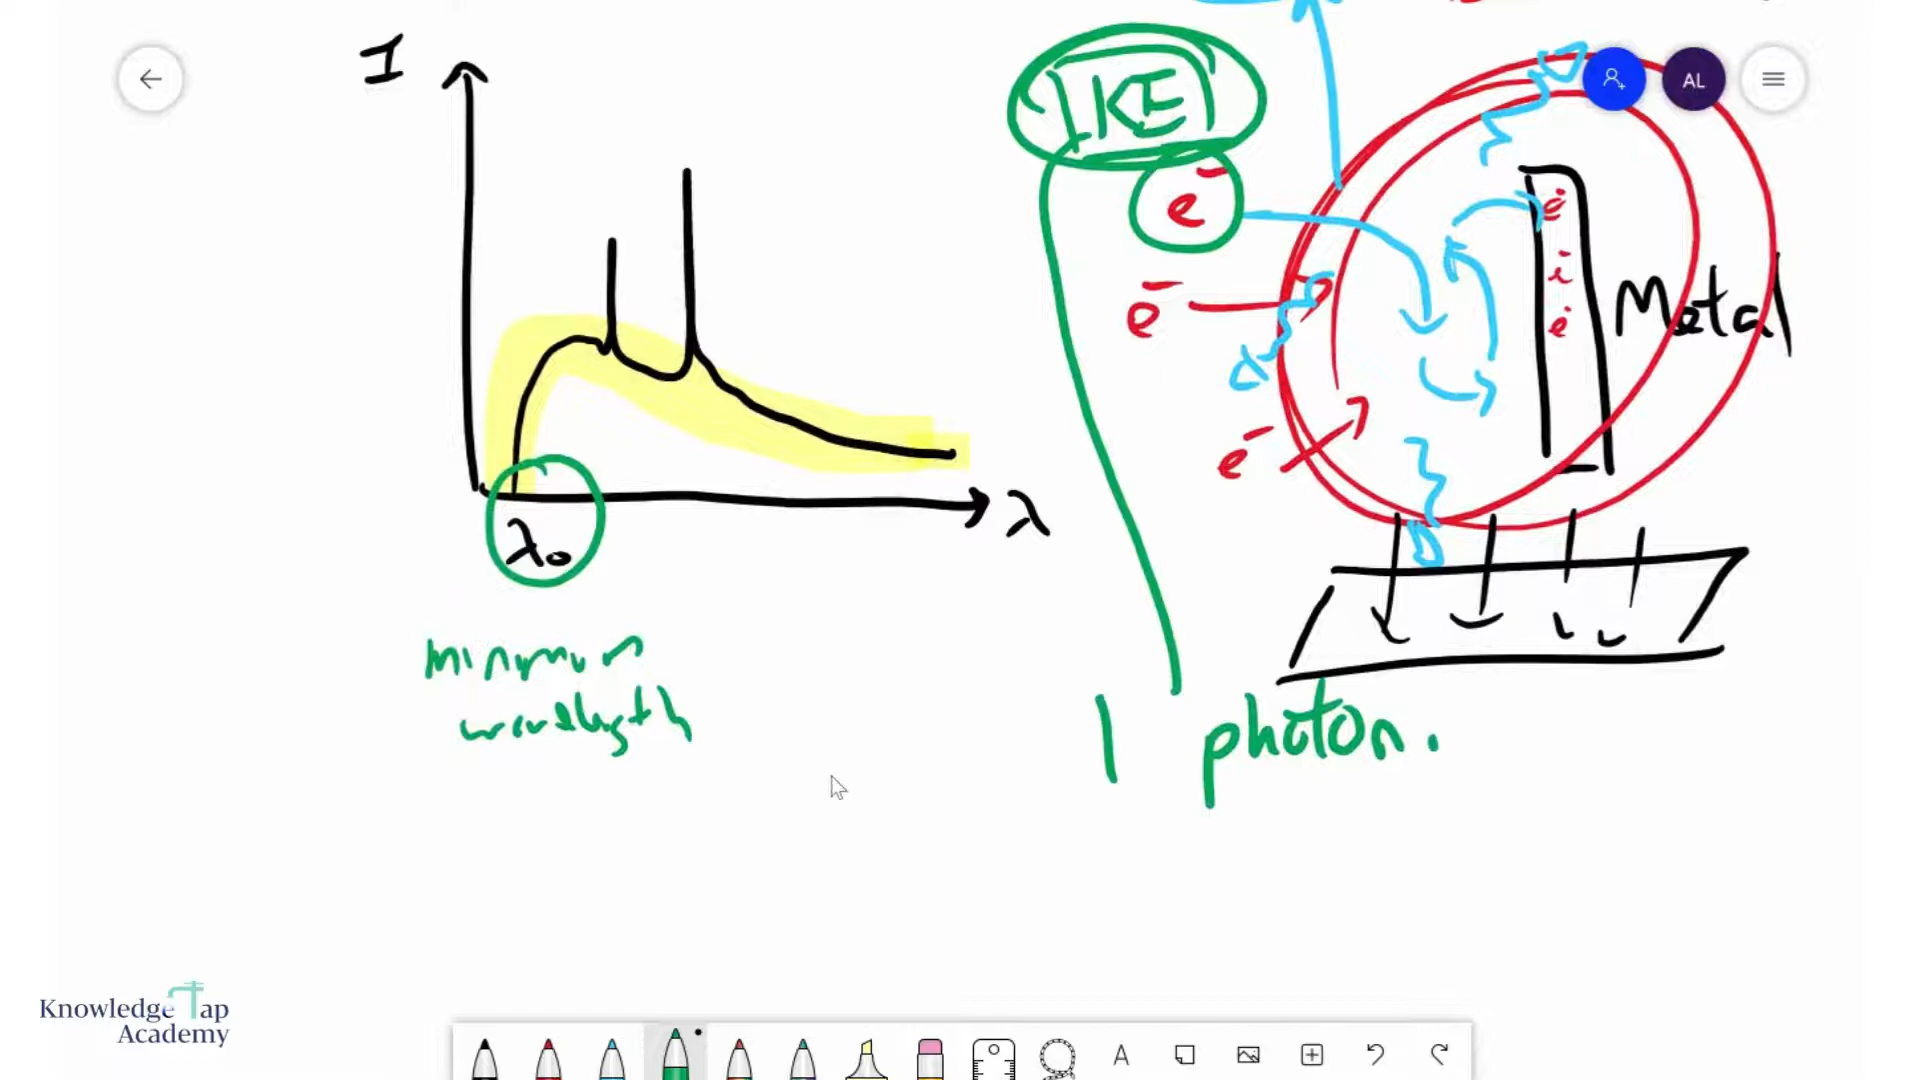 I
λ
λ₀
minimum
wavelength
KE
e⁻
e⁻
e⁻
e⁻
Metal
1 photon.
AL
A
Knowledge Tap
Academy